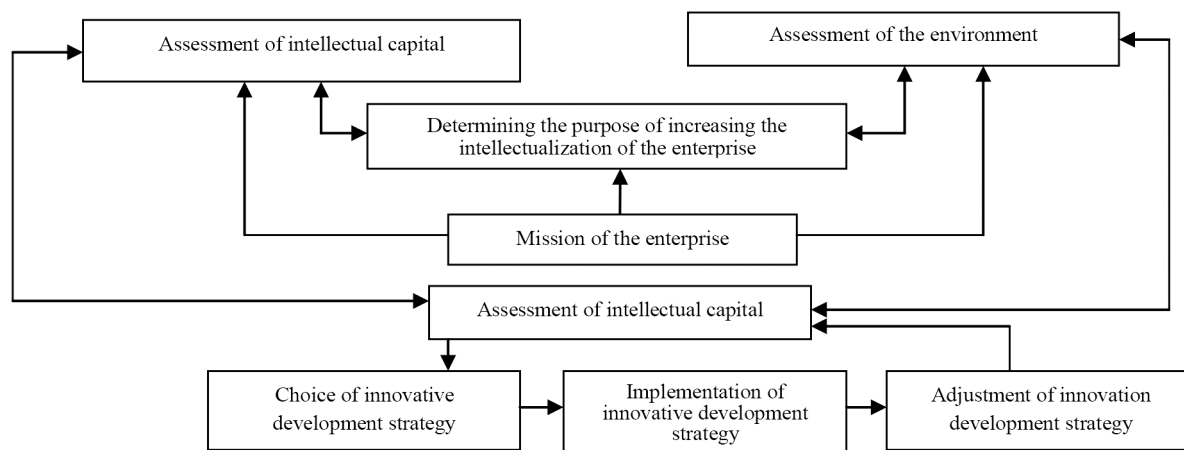 Assessment of intellectual capital
Assessment of the environment
Determining the purpose of increasing the
intellectualization of the enterprise
Mission of the enterprise
Assessment of intellectual capital
Choice of innovative
development strategy
Implementation of
innovative development
strategy
Adjustment of innovation
development strategy